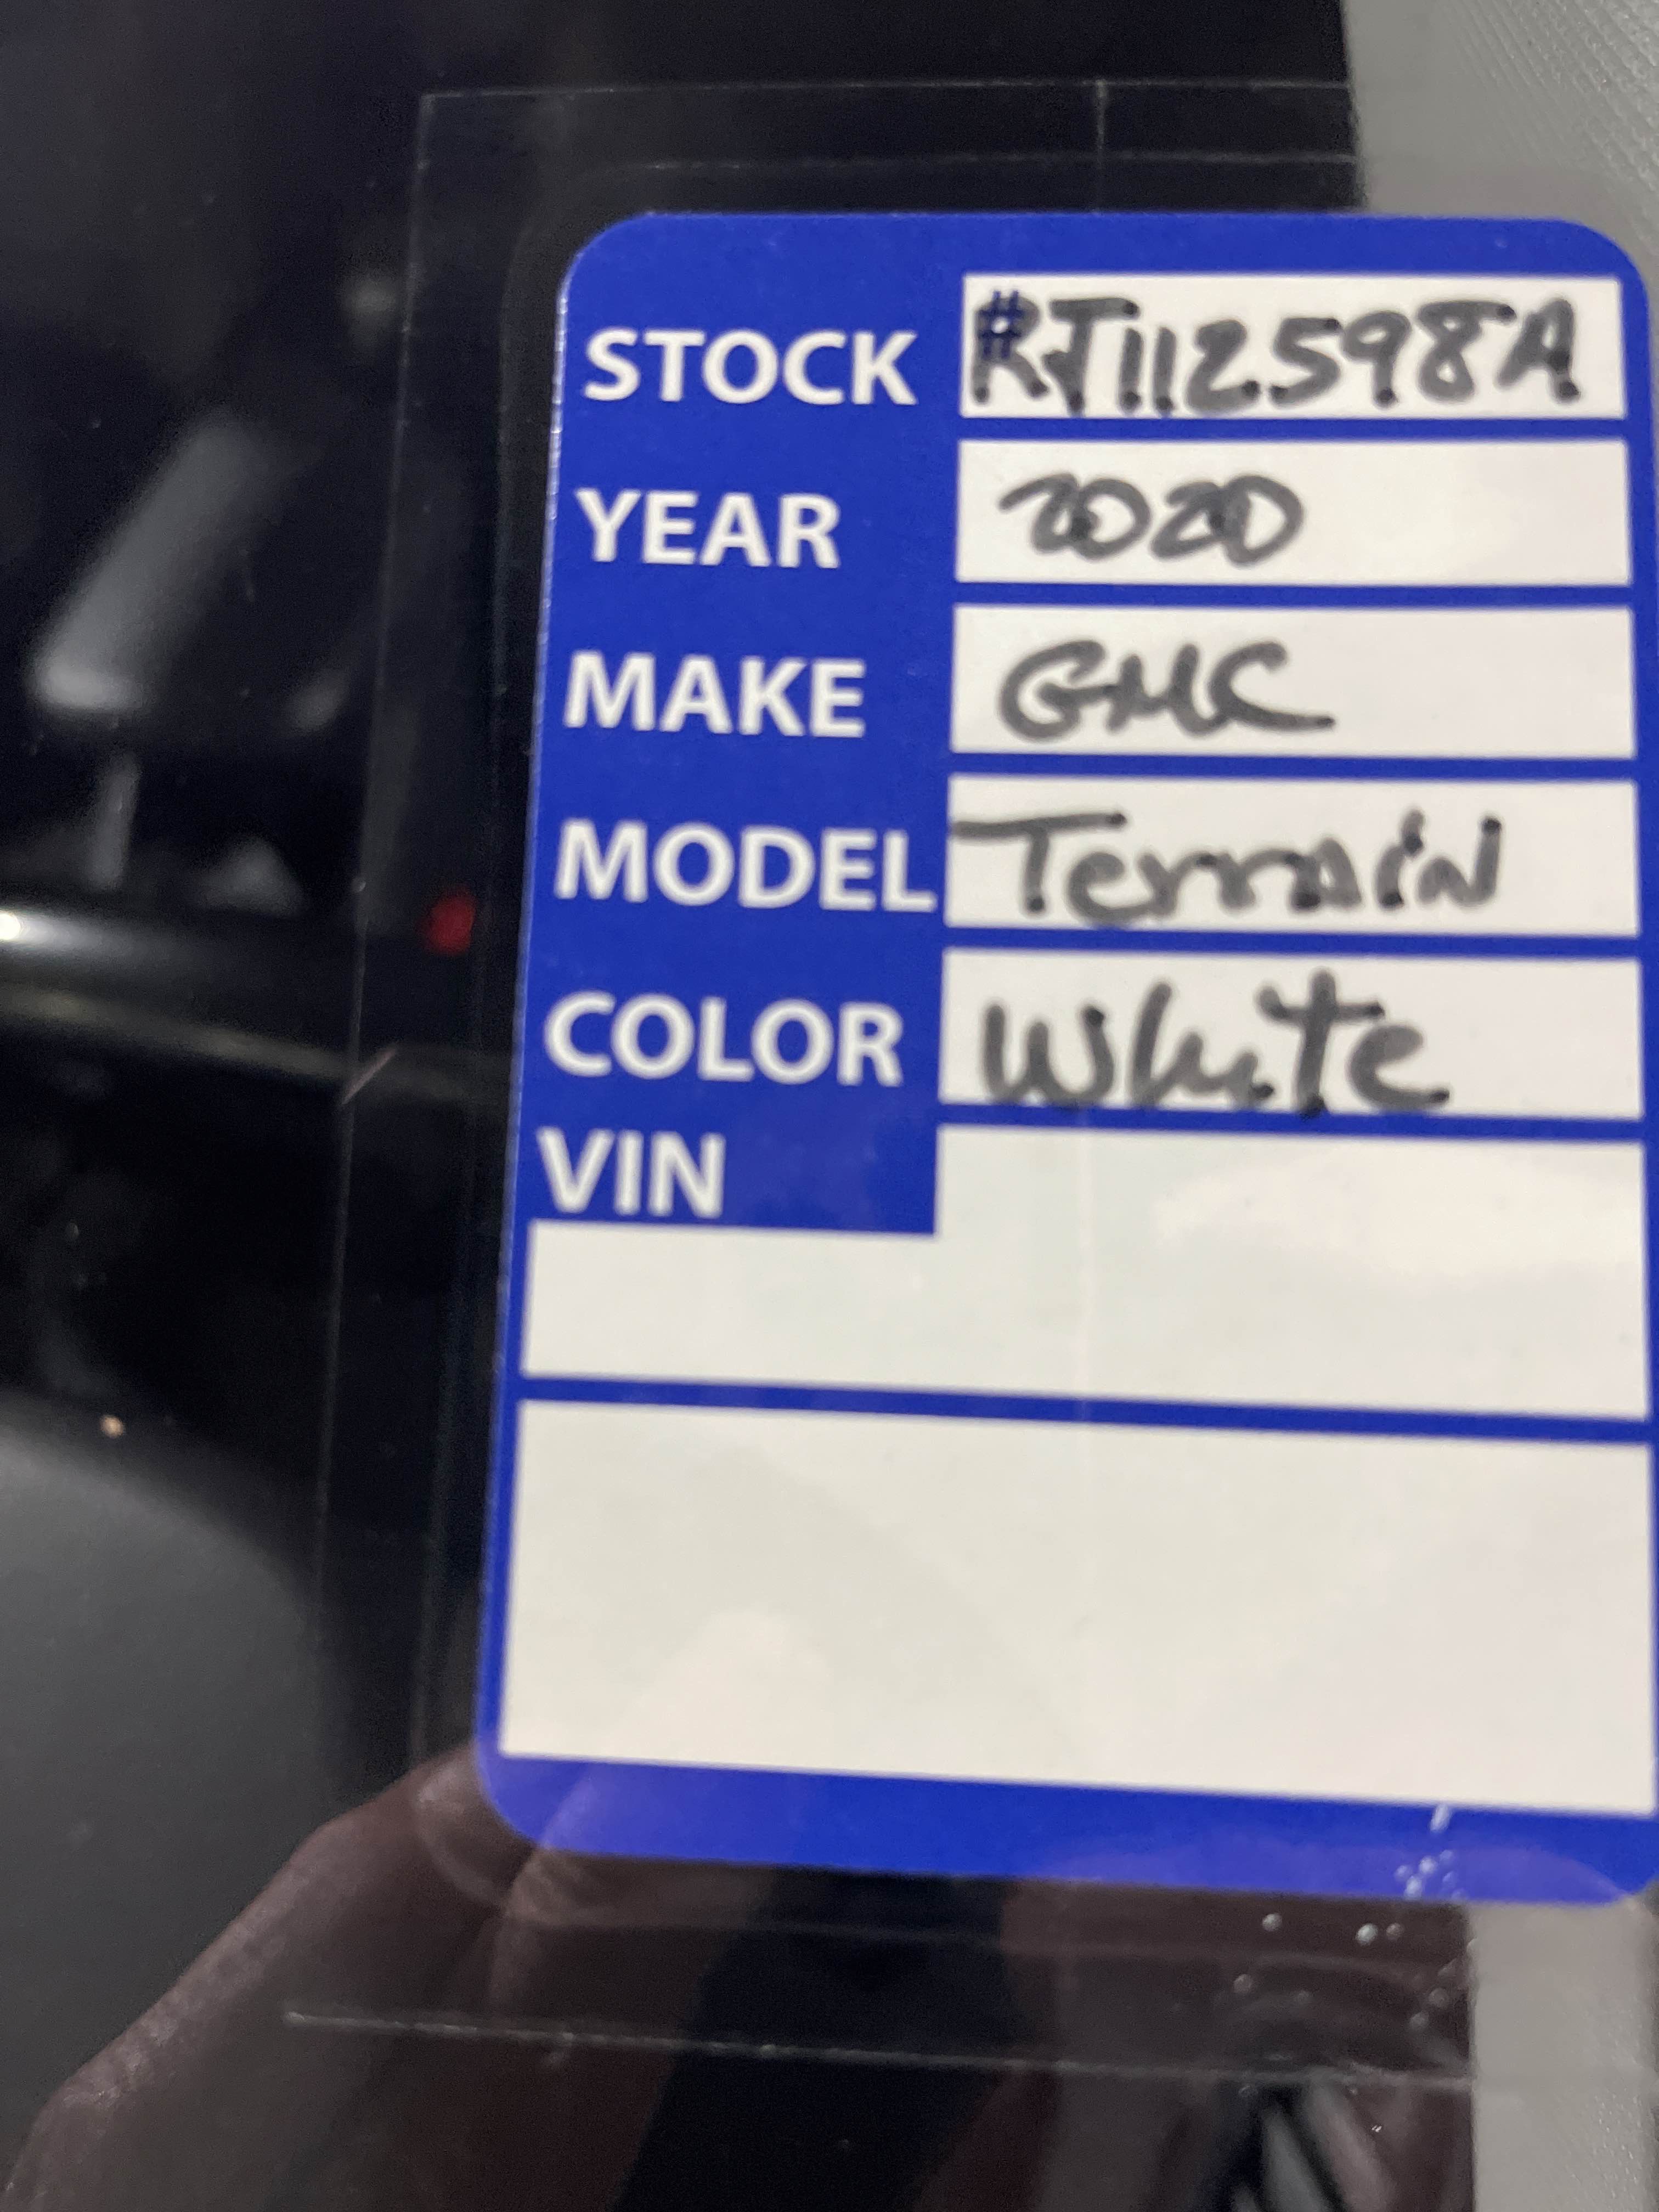 STOCK #RT112598A
YEAR 2020
MAKE GMC
MODEL Terrain
COLOR White
VIN